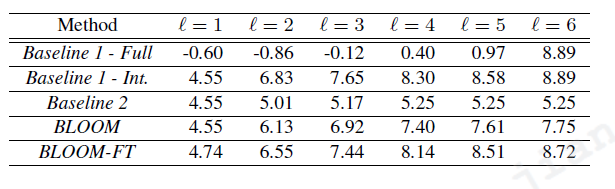 Method ℓ = 1 ℓ = 2 ℓ = 3 ℓ = 4 ℓ = 5 ℓ = 6
Baseline 1 - Full -0.60 -0.86 -0.12 0.40 0.97 8.89
Baseline 1 - Int. 4.55 6.83 7.65 8.30 8.58 8.89
Baseline 2 4.55 5.01 5.17 5.25 5.25 5.25
BLOOM 4.55 6.13 6.92 7.40 7.61 7.75
BLOOM-FT 4.74 6.55 7.44 8.14 8.51 8.72